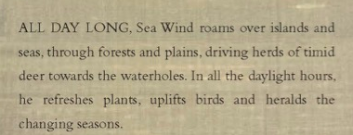 ALL DAY LONG, Sea Wind roams over islands and
seas, through forests and plains, driving herds of timid
deer towards the waterholes. In all the daylight hours,
he refreshes plants, uplifts birds and heralds the
changing seasons.